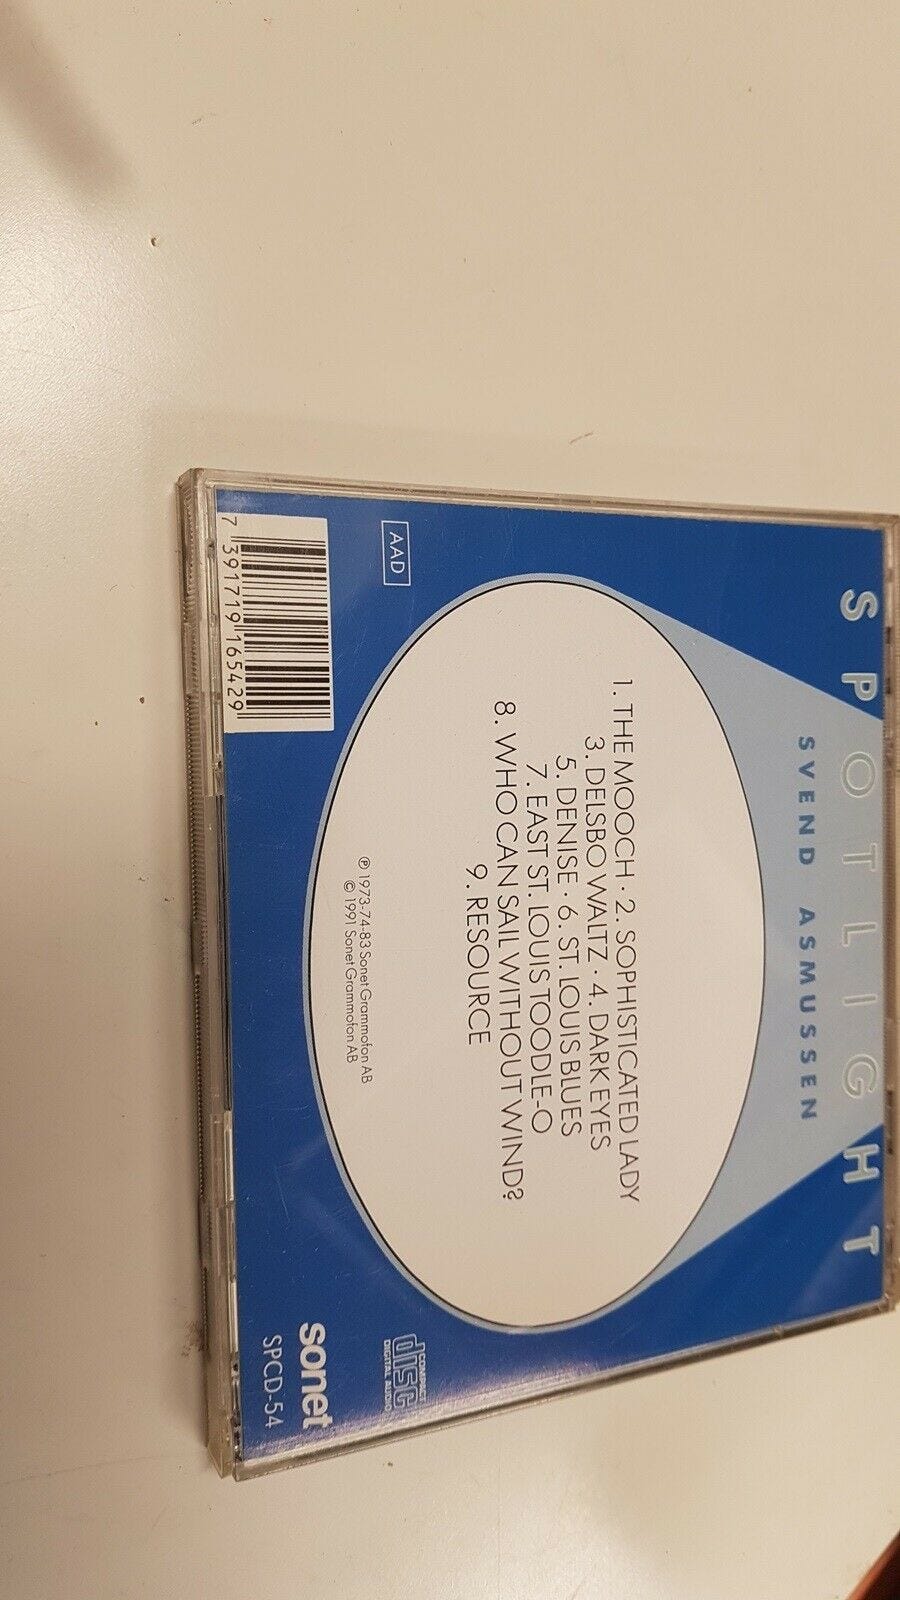 SPOTLIGHT
SVEND ASMUSSEN
1. THE MOOCH · 2. SOPHISTICATED LADY
3. DELSBO WALTZ · 4. DARK EYES
5. DENISE · 6. ST. LOUIS BLUES
7. EAST ST. LOUIS TOODLE-O
8. WHO CAN SAIL WITHOUT WIND?
9. RESOURCE
℗ 1973-74-83 Sonet Grammofon AB
© 1991 Sonet Grammofon AB
AAD
7 391719 165429
COMPACT
disc
DIGITAL AUDIO
sonet
SPCD-54